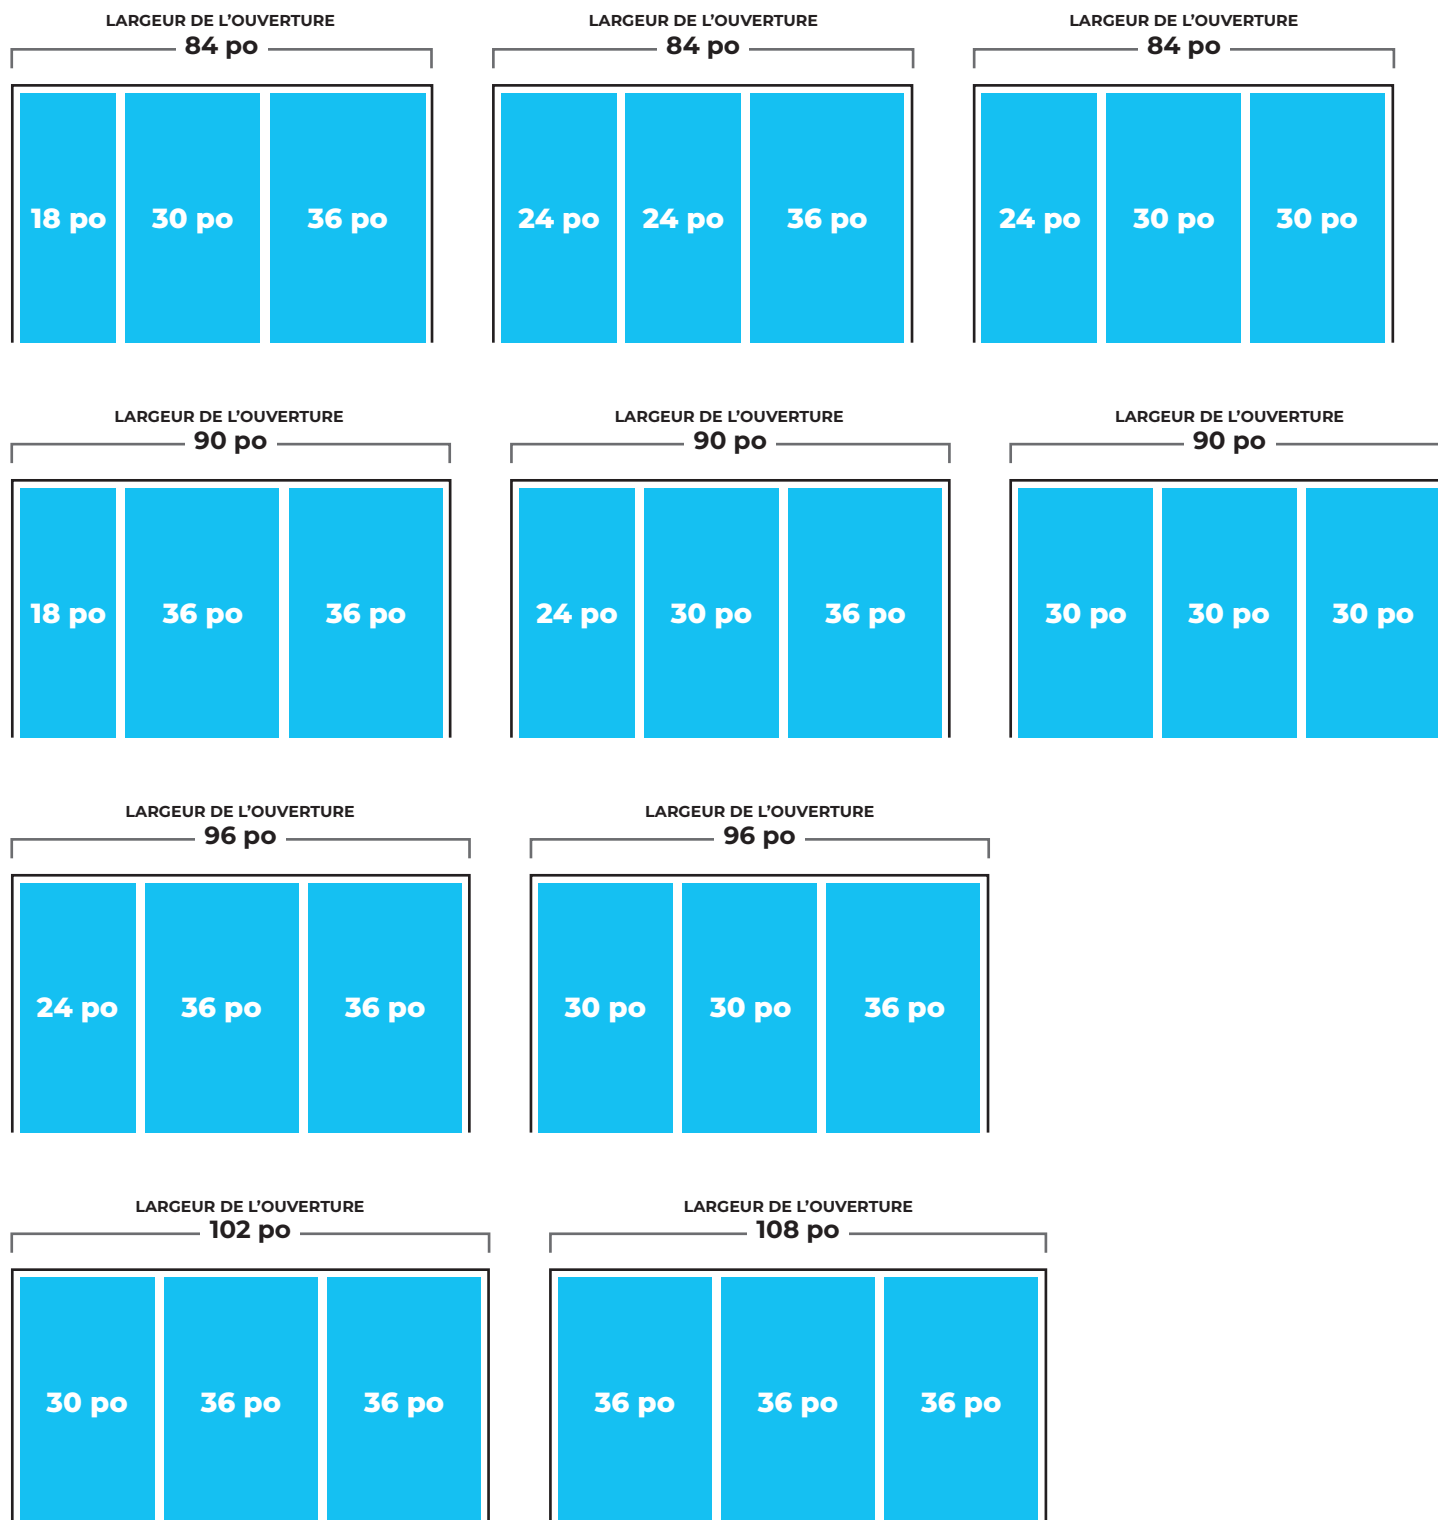 LARGEUR DE L’OUVERTURE
84 po
18 po 30 po 36 po
LARGEUR DE L’OUVERTURE
84 po
24 po 24 po 36 po
LARGEUR DE L’OUVERTURE
84 po
24 po 30 po 30 po
LARGEUR DE L’OUVERTURE
90 po
18 po 36 po 36 po
LARGEUR DE L’OUVERTURE
90 po
24 po 30 po 36 po
LARGEUR DE L’OUVERTURE
90 po
30 po 30 po 30 po
LARGEUR DE L’OUVERTURE
96 po
24 po 36 po 36 po
LARGEUR DE L’OUVERTURE
96 po
30 po 30 po 36 po
LARGEUR DE L’OUVERTURE
102 po
30 po 36 po 36 po
LARGEUR DE L’OUVERTURE
108 po
36 po 36 po 36 po